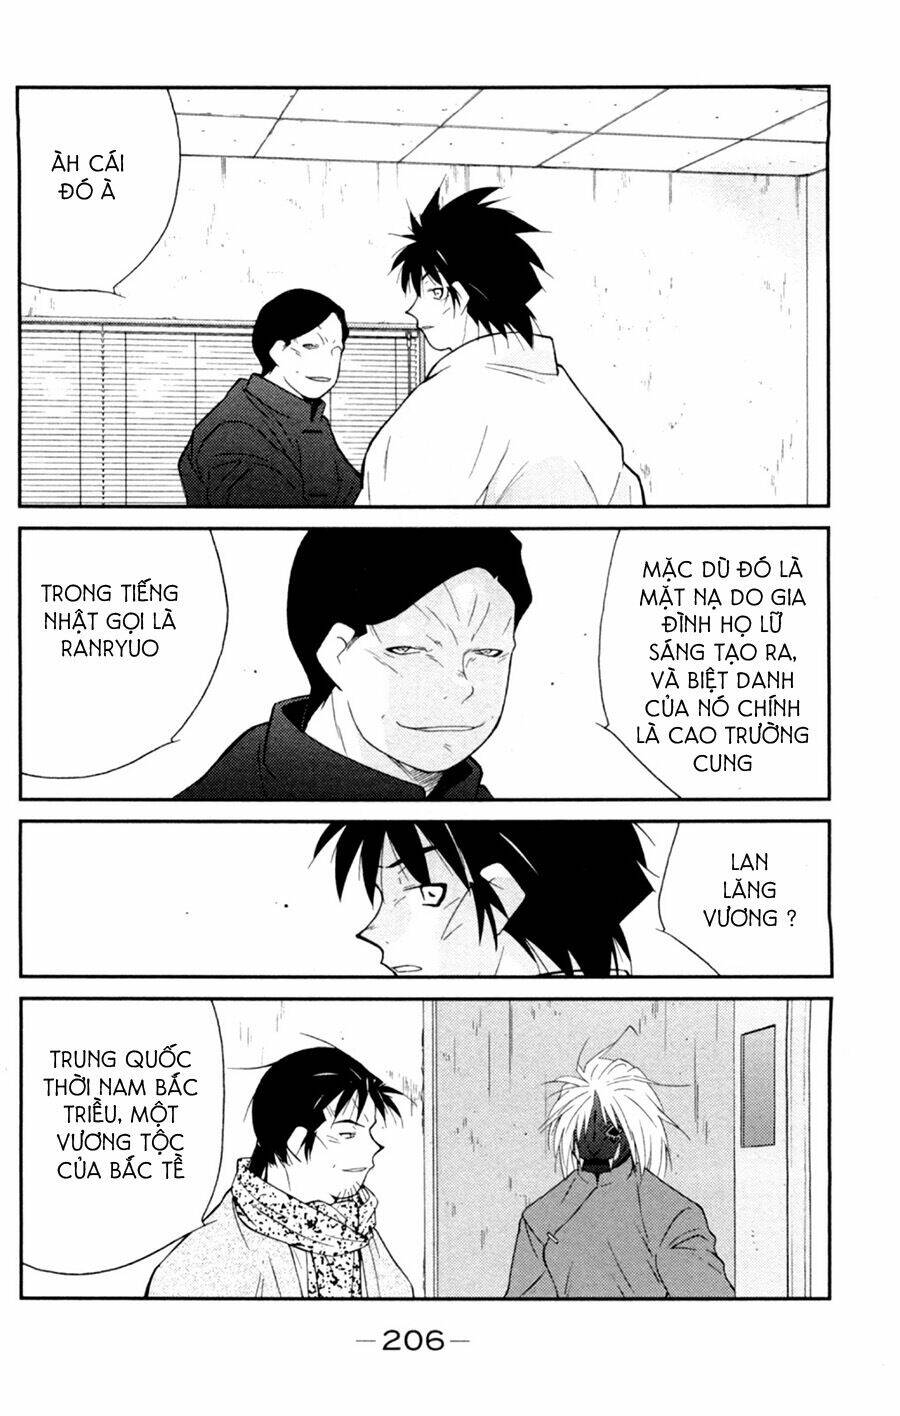 ÀH CÁI
ĐÓ À
MẶC DÙ ĐÓ LÀ
MẶT NẠ DO GIA
ĐÌNH HỌ LỮ
SÁNG TẠO RA,
VÀ BIỆT DANH
CỦA NÓ CHÍNH
LÀ CAO TRƯỜNG
CUNG
TRONG TIẾNG
NHẬT GỌI LÀ
RANRYUO
LAN
LĂNG
VƯƠNG ?
TRUNG QUỐC
THỜI NAM BẮC
TRIỀU, MỘT
VƯƠNG TỘC
CỦA BẮC TỀ
—206—